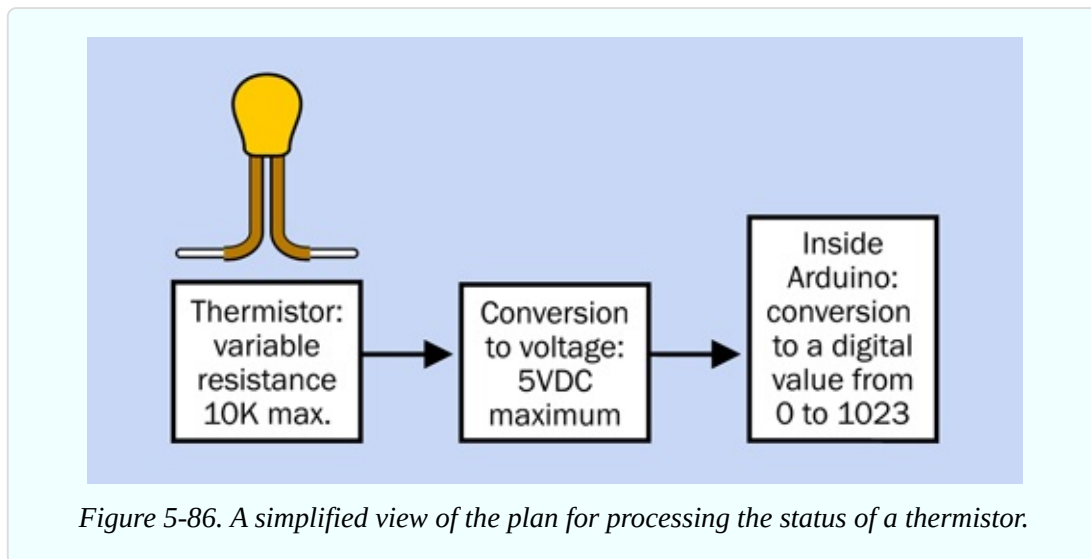 Thermistor:
variable
resistance
10K max.
Conversion
to voltage:
5VDC
maximum
Inside
Arduino:
conversion
to a digital
value from
0 to 1023
Figure 5-86. A simplified view of the plan for processing the status of a thermistor.